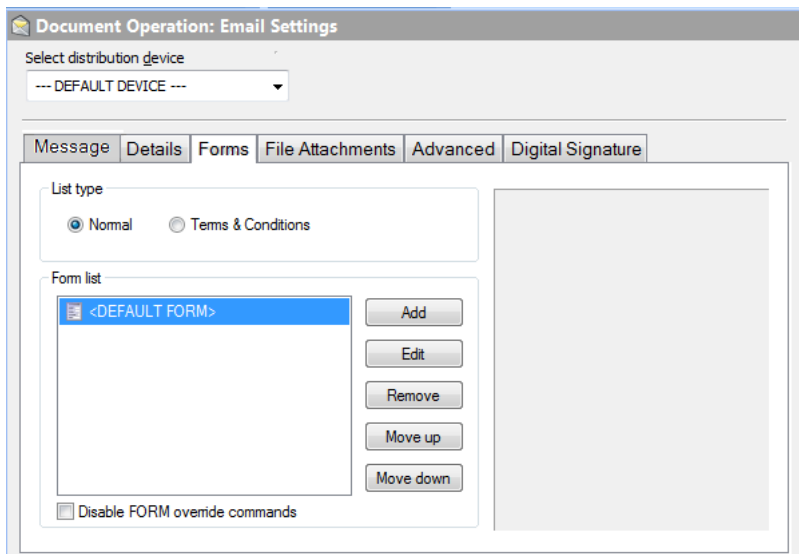 Document Operation: Email Settings
Select distribution device
--- DEFAULT DEVICE ---
Message Details Forms File Attachments Advanced Digital Signature
List type
Normal Terms & Conditions
Form list
<DEFAULT FORM>
Add
Edit
Remove
Move up
Move down
Disable FORM override commands